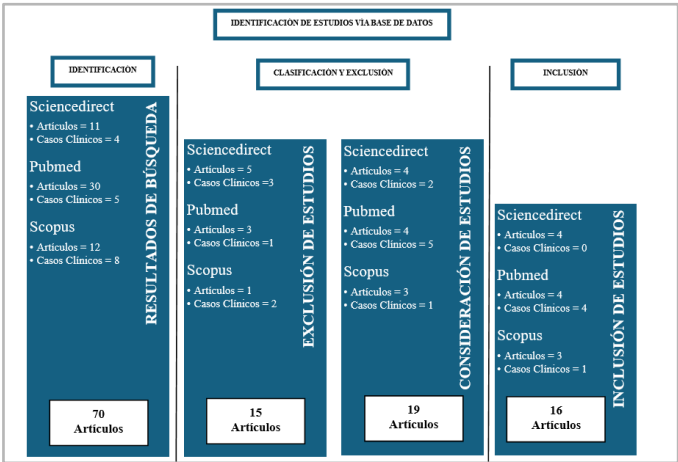 IDENTIFICACIÓN DE ESTUDIOS VÍA BASE DE DATOS
IDENTIFICACIÓN
CLASIFICACIÓN Y EXCLUSIÓN
INCLUSIÓN
Sciencedirect
• Artículos = 11
• Casos Clínicos = 4
Pubmed
• Artículos = 30
• Casos Clínicos = 5
Scopus
• Artículos = 12
• Casos Clínicos = 8
RESULTADOS DE BÚSQUEDA
70
Artículos
Sciencedirect
• Artículos = 5
• Casos Clínicos =3
Pubmed
• Artículos = 3
• Casos Clínicos =1
Scopus
• Artículos = 1
• Casos Clínicos = 2
EXCLUSIÓN DE ESTUDIOS
15
Artículos
Sciencedirect
• Artículos = 4
• Casos Clínicos = 2
Pubmed
• Artículos = 4
• Casos Clínicos = 5
Scopus
• Artículos = 3
• Casos Clínicos = 1
CONSIDERACIÓN DE ESTUDIOS
19
Artículos
Sciencedirect
• Artículos = 4
• Casos Clínicos =0
Pubmed
• Artículos = 4
• Casos Clínicos = 4
Scopus
• Artículos = 3
• Casos Clínicos = 1
INCLUSIÓN DE ESTUDIOS
16
Artículos